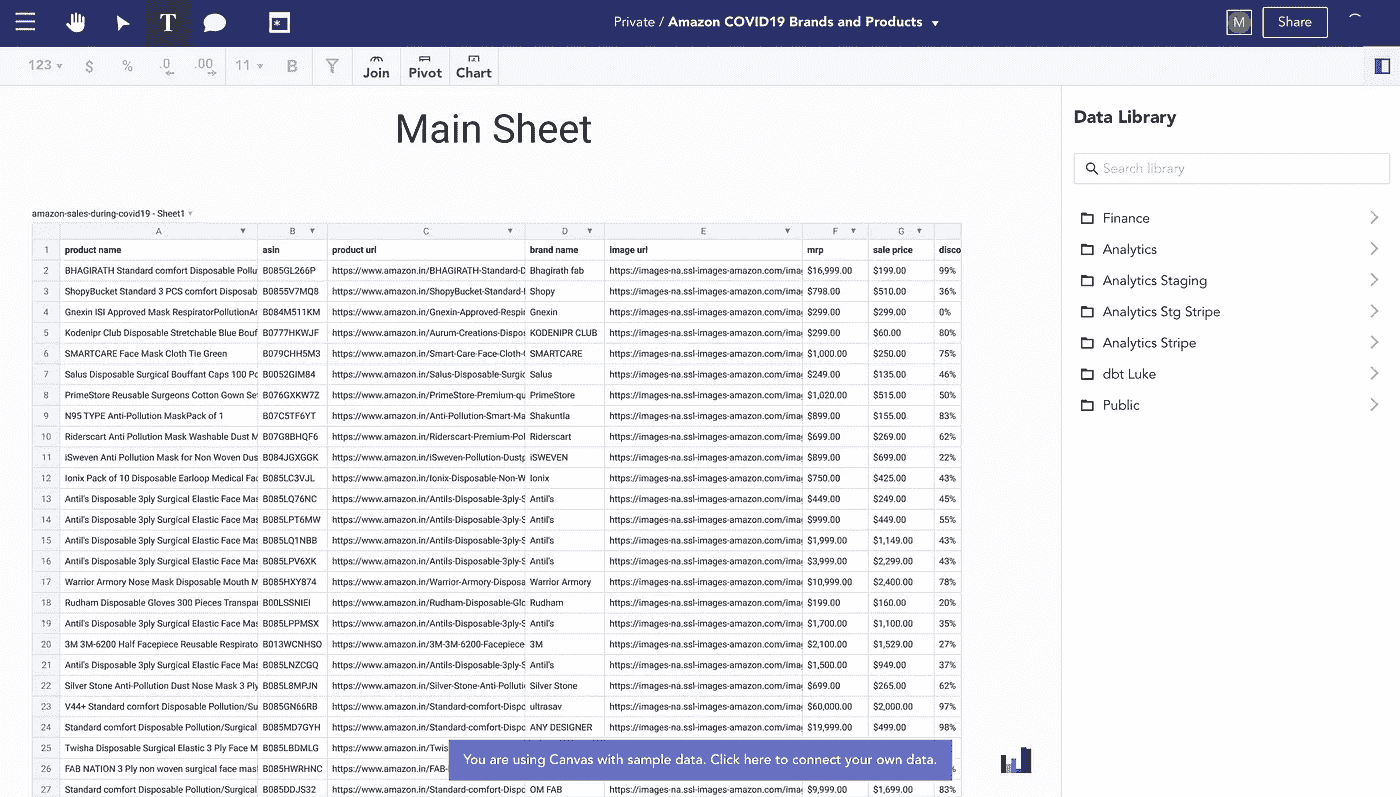 T
Private / Amazon COVID19 Brands and Products
M
Share
123 $ % .0 .00 11 B Join Pivot Chart
Main Sheet
Data Library
Search library
Finance
Analytics
Analytics Staging
Analytics Stg Stripe
Analytics Stripe
dbt Luke
Public
amazon-sales-during-covid19 - Sheet1
A B C D E F G
1 product name asin product url brand name image url mrp sale price disco
2 BHAGIRATH Standard comfort Disposable Pollu B085GL266P https://www.amazon.in/BHAGIRATH-Standard-D Bhagirath fab https://images-na.ssl-images-amazon.com/ima $16,999.00 $199.00 99%
3 ShopyBucket Standard 3 PCS comfort Disposab B0855V7MQ8 https://www.amazon.in/ShopyBucket-Standard- Shopy https://images-na.ssl-images-amazon.com/ima $798.00 $510.00 36%
4 Gnexin ISI Approved Mask RespiratorPollutionAr B084M511KM https://www.amazon.in/Gnexin-Approved-Respi Gnexin https://images-na.ssl-images-amazon.com/ima $299.00 $299.00 0%
5 Kodenipr Club Disposable Stretchable Blue Bouf B0777HKWJF https://www.amazon.in/Aurum-Creations-Dispo KODENIPR CLUB https://images-na.ssl-images-amazon.com/ima $299.00 $60.00 80%
6 SMARTCARE Face Mask Cloth Tie Green B079CHH5M3 https://www.amazon.in/Smart-Care-Face-Cloth- SMARTCARE https://images-na.ssl-images-amazon.com/ima $1,000.00 $250.00 75%
7 Salus Disposable Surgical Bouffant Caps 100 Pc B0052GIM84 https://www.amazon.in/Salus-Disposable-Surgic Salus https://images-na.ssl-images-amazon.com/ima $249.00 $135.00 46%
8 PrimeStore Reusable Surgeons Cotton Gown Se B076GXKW7Z https://www.amazon.in/PrimeStore-Premium-qu PrimeStore https://images-na.ssl-images-amazon.com/ima $1,020.00 $515.00 50%
9 N95 TYPE Anti-Pollution MaskPack of 1 B07C5TF6YT https://www.amazon.in/Anti-Pollution-Smart-Ma Shakuntla https://images-na.ssl-images-amazon.com/ima $899.00 $155.00 83%
10 Riderscart Anti Pollution Mask Washable Dust M B07G8BHQF6 https://www.amazon.in/Riderscart-Premium-Pol Riderscart https://images-na.ssl-images-amazon.com/ima $699.00 $269.00 62%
11 iSweven Anti Pollution Mask for Non Woven Dus B084JGXGGK https://www.amazon.in/iSweven-Pollution-Dustp iSWEVEN https://images-na.ssl-images-amazon.com/ima $899.00 $699.00 22%
12 Ionix Pack of 10 Disposable Earloop Medical Fac B085LC3VJL https://www.amazon.in/Ionix-Disposable-Non-W Ionix https://images-na.ssl-images-amazon.com/ima $750.00 $425.00 43%
13 Antil's Disposable 3ply Surgical Elastic Face Mas B085LQ76NC https://www.amazon.in/Antils-Disposable-3ply-S Antil's https://images-na.ssl-images-amazon.com/ima $449.00 $249.00 45%
14 Antil's Disposable 3ply Surgical Elastic Face Mas B085LPT6MW https://www.amazon.in/Antils-Disposable-3ply-S Antil's https://images-na.ssl-images-amazon.com/ima $999.00 $449.00 55%
15 Antil's Disposable 3ply Surgical Elastic Face Mas B085LQ1NBB https://www.amazon.in/Antils-Disposable-3ply-S Antil's https://images-na.ssl-images-amazon.com/ima $1,999.00 $1,149.00 43%
16 Antil's Disposable 3ply Surgical Elastic Face Mas B085LPV6XK https://www.amazon.in/Antils-Disposable-3ply-S Antil's https://images-na.ssl-images-amazon.com/ima $3,999.00 $2,299.00 43%
17 Warrior Armory Nose Mask Disposable Mouth M B085HXY874 https://www.amazon.in/Warrior-Armory-Disposa Warrior Armory https://images-na.ssl-images-amazon.com/ima $10,999.00 $2,400.00 78%
18 Rudham Disposable Gloves 300 Pieces Transpar B00LSSNIEI https://www.amazon.in/Rudham-Disposable-Glo Rudham https://images-na.ssl-images-amazon.com/ima $199.00 $160.00 20%
19 Antil's Disposable 3ply Surgical Elastic Face Mas B085LPPMSX https://www.amazon.in/Antils-Disposable-3ply-S Antil's https://images-na.ssl-images-amazon.com/ima $1,700.00 $1,100.00 35%
20 3M 3M-6200 Half Facepiece Reusable Respirato B013WCNHSO https://www.amazon.in/3M-3M-6200-Facepiece- 3M https://images-na.ssl-images-amazon.com/ima $2,100.00 $1,529.00 27%
21 Antil's Disposable 3ply Surgical Elastic Face Mas B085LNZCGQ https://www.amazon.in/Antils-Disposable-3ply-S Antil's https://images-na.ssl-images-amazon.com/ima $1,500.00 $949.00 37%
22 Silver Stone Anti-Pollution Dust Nose Mask 3 Ply B085L8MPJN https://www.amazon.in/Silver-Stone-Anti-Polluti Silver Stone https://images-na.ssl-images-amazon.com/ima $699.00 $265.00 62%
23 V44+ Standard comfort Disposable Pollution/Su B085GN66RB https://www.amazon.in/Standard-comfort-Dispo ultrasav https://images-na.ssl-images-amazon.com/ima $60,000.00 $2,000.00 97%
24 Standard comfort Disposable Pollution/Surgical B085MD7GYH https://www.amazon.in/Standard-comfort-Dispo ANY DESIGNER https://images-na.ssl-images-amazon.com/ima $19,999.00 $499.00 98%
25 Twisha Disposable Surgical Elastic 3 Ply Face M B085LBDMLG https://www.amazon.in/Twis
You are using Canvas with sample data. Click here to connect your own data.
26 FAB NATION 3 Ply non woven surgical face mas B085HWRHNC https://www.amazon.in/FAB- %
27 Standard comfort Disposable Pollution/Surgical B085DDJS32 https://www.amazon.in/Standard-comfort-Dispo OM FAB https://images-na.ssl-images-amazon.com/ima $9,999.00 $1,699.00 83%